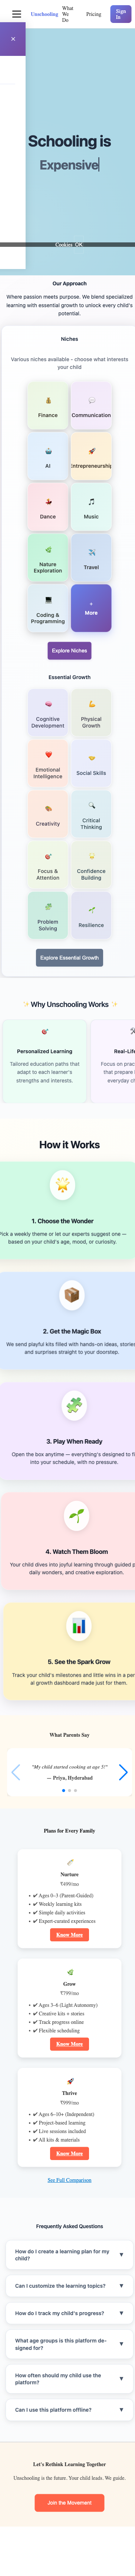 Unschooling
What
We
Do
Pricing
Sign
In
×
Schooling is
Expensive
Cookies OK
Our Approach
Where passion meets purpose. We blend specialized
learning with essential growth to unlock every child's
potential.
Niches
Various niches available - choose what interests
your child
Finance
Communication
AI
Entrepreneurship
Dance
Music
Nature
Exploration
Travel
Coding &
Programming
+
More
Explore Niches
Essential Growth
Cognitive
Development
Physical
Growth
Emotional
Intelligence
Social Skills
Creativity
Critical
Thinking
Focus &
Attention
Confidence
Building
Problem
Solving
Resilience
Explore Essential Growth
✨ Why Unschooling Works ✨
Personalized Learning
Tailored education paths that
adapt to each learner's
strengths and interests.
Real-Life
Focus on prac
that prepare
everyday c
How it Works
1. Choose the Wonder
Pick a weekly theme or let our experts suggest one —
based on your child's age, mood, or curiosity.
2. Get the Magic Box
We send playful kits filled with hands-on ideas, stories
and surprises straight to your doorstep.
3. Play When Ready
Open the box anytime — everything's designed to fi
into your schedule, with no pressure.
4. Watch Them Bloom
Your child dives into joyful learning through guided p
daily wonders, and creative exploration.
5. See the Growth Spark
Track your child's milestones and little wins in a per
al growth dashboard made just for them.
What Parents Say
"My child started coding at age 5!"
— Priya, Hyderabad
Plans for Every Family
Nurture
₹499/mo
• ✔ Ages 0–3 (Parent-Guided)
• ✔ Weekly learning kits
• ✔ Simple daily activities
• ✔ Expert-curated experiences
Know More
Grow
₹799/mo
• ✔ Ages 3–6 (Light Autonomy)
• ✔ Creative kits + stories
• ✔ Track progress online
• ✔ Flexible scheduling
Know More
Thrive
₹999/mo
• ✔ Ages 6–10+ (Independent)
• ✔ Project-based learning
• ✔ Live sessions included
• ✔ All kits & materials
Know More
See Full Comparison
Frequently Asked Questions
How do I create a learning plan for my
child?
Can I customize the learning topics?
How do I track my child's progress?
What age groups is this platform de-
signed for?
How often should my child use the
platform?
Can I use this platform offline?
Let's Rethink Learning Together
Unschooling is the future. Your child leads. We guide.
Join the Movement